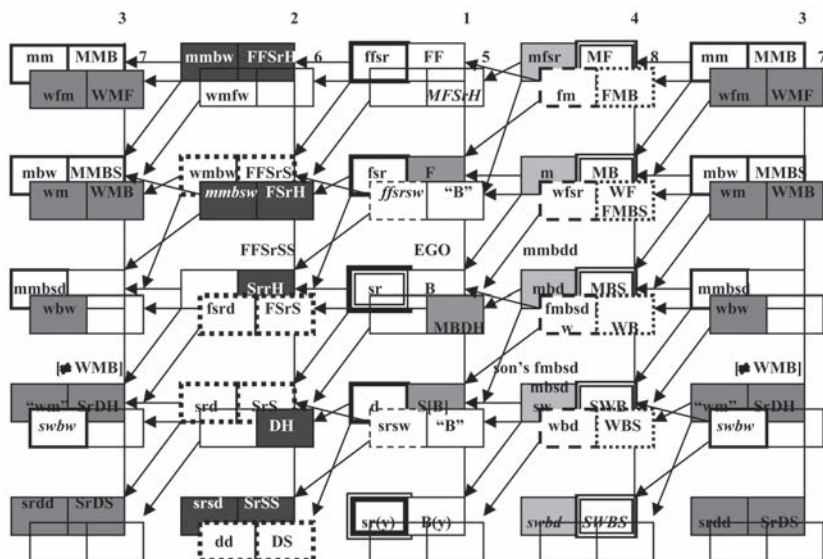 3 2 1 4 3
mm MMB 7 mmbw FFSrH 6 ffsr FF 5 mfsr MF 8 mm MMB 7
wfm WMF wmfw MFSrH fm FMB wfm WMF
mbw MMBS wmbw FFSrS fsr F m MB mbw MMBS
wm WMB mmbsw FSrH ffsrsw “B” wfsr WF wm WMB
FMBS
FFSrSS EGO mmbdd
mmbsd SrrH sr B mbd MBS mmbsd
wbw fsrd FSrS MBDH fmbsd WB wbw
w
[≠ WMB] son’s fmbsd [≠ WMB]
mbsd
“wm” SrDH srd SrS d S[B] sw SWB “wm” SrDH
swbw DH srsw “B” wbd WBS swbw
srdd SrDS srsd SrSS sr(y) B(y) swbd SWBS srdd SrDS
dd DS